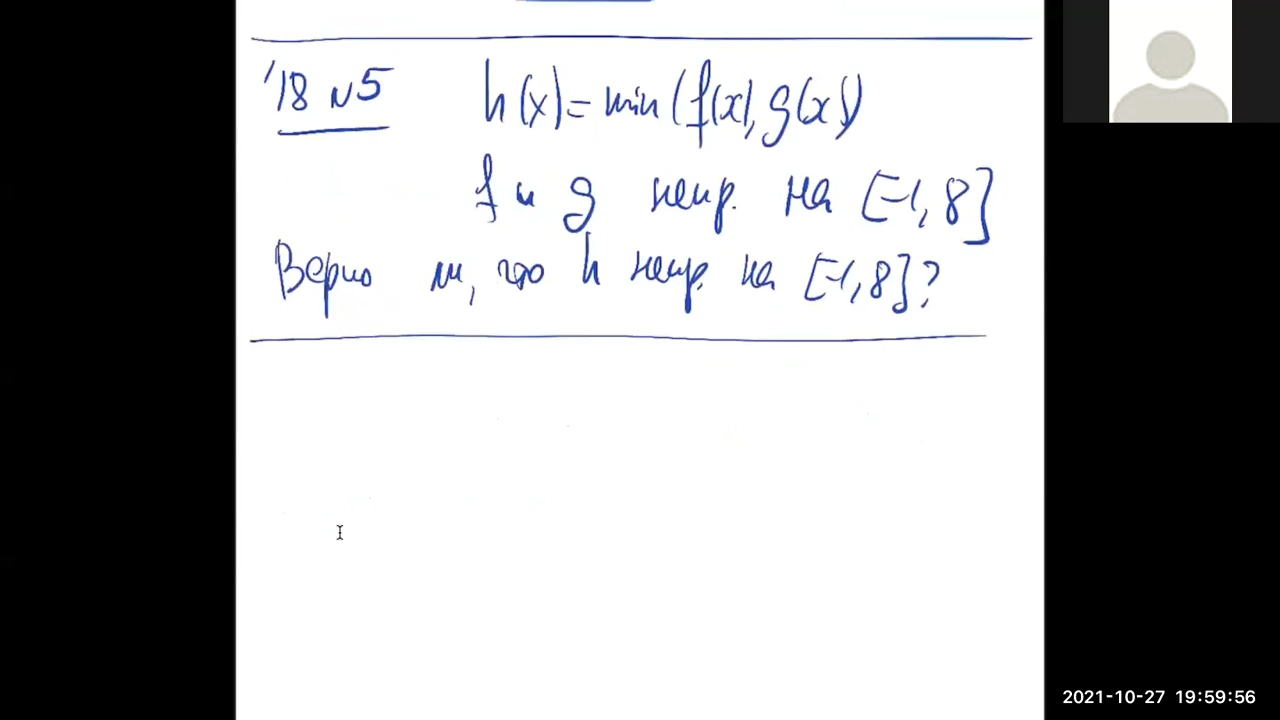 '18 №5 h(x) = min(f(x), g(x))
f и g непр. на [-1, 8]
Верно ли, что h непр. на [-1, 8]?
2021-10-27 19:59:56